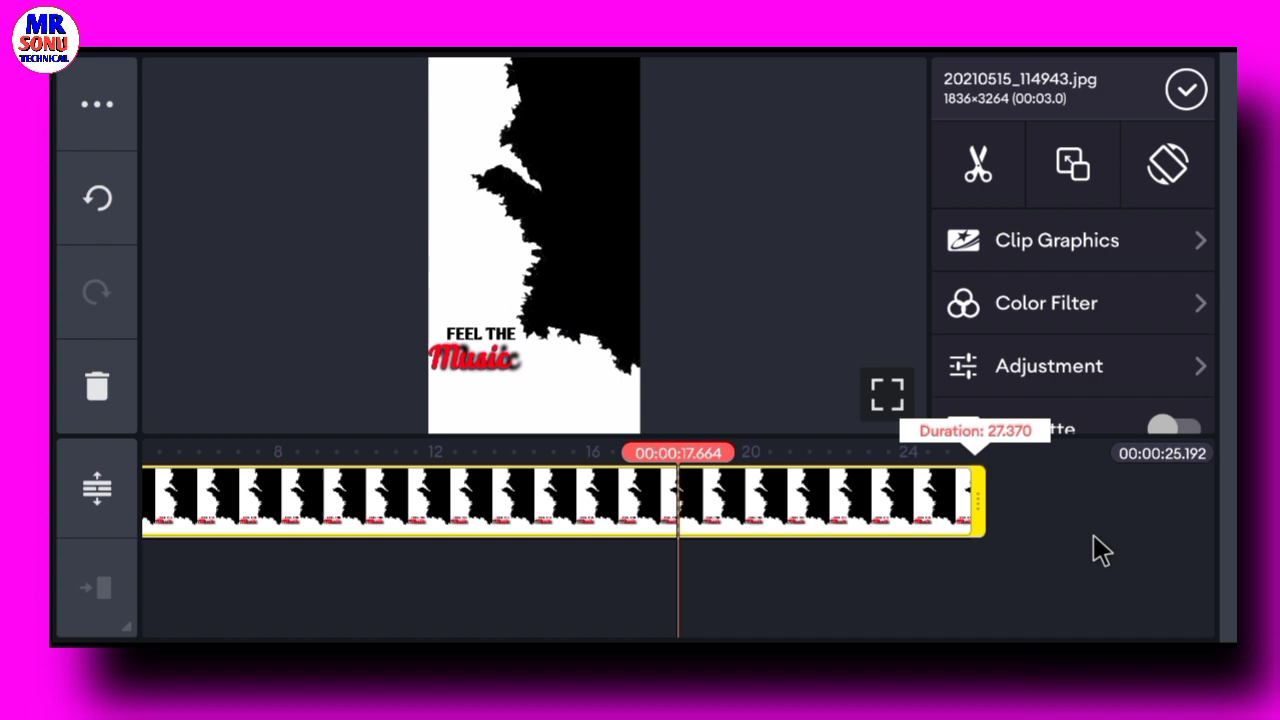 MR
SONU
TECHNICAL
20210515_114943.jpg
1836×3264 (00:03.0)
Clip Graphics
Color Filter
Adjustment
FEEL THE
Music
Duration: 27.370
8
12
16
00:00:17.664
20
24
00:00:25.192